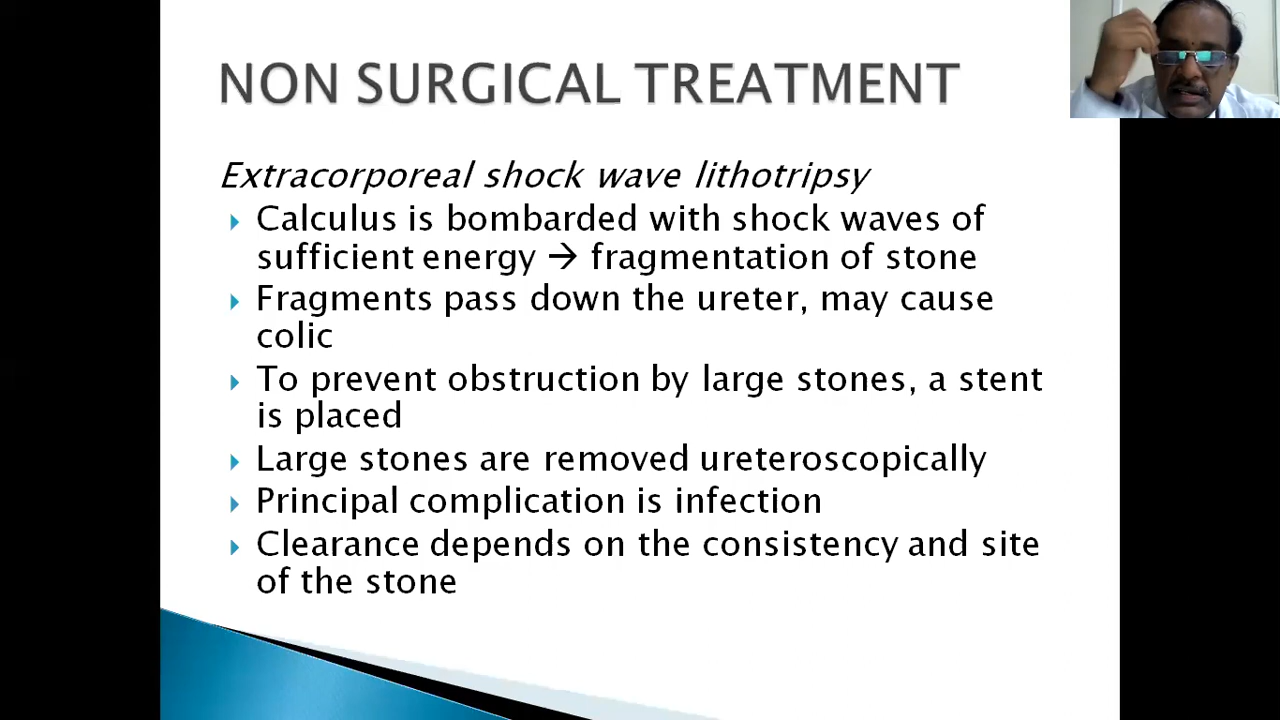 NON SURGICAL TREATMENT
Extracorporeal shock wave lithotripsy
Calculus is bombarded with shock waves of
sufficient energy → fragmentation of stone
Fragments pass down the ureter, may cause
colic
To prevent obstruction by large stones, a stent
is placed
Large stones are removed ureteroscopically
Principal complication is infection
Clearance depends on the consistency and site
of the stone